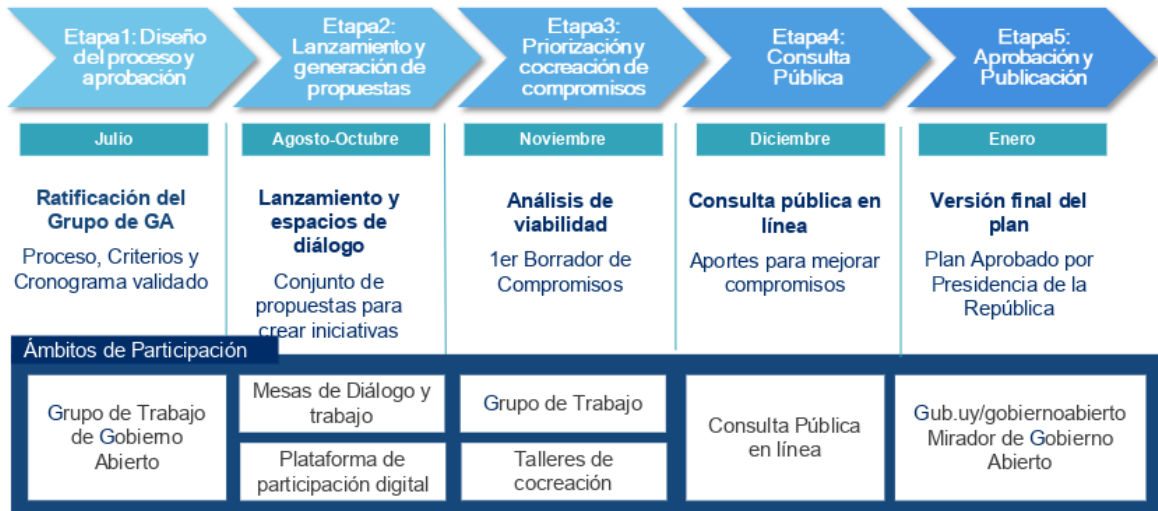 Etapa1: Diseño
del proceso y
aprobación
Etapa2:
Lanzamiento y
generación de
propuestas
Etapa3:
Priorización y
cocreación de
compromisos
Etapa4:
Consulta
Pública
Etapa5:
Aprobación y
Publicación
Julio
Agosto-Octubre
Noviembre
Diciembre
Enero
Ratificación del
Grupo de GA
Proceso, Criterios y
Cronograma validado
Lanzamiento y
espacios de
diálogo
Conjunto de
propuestas para
crear iniciativas
Análisis de
viabilidad
1er Borrador de
Compromisos
Consulta pública en
línea
Aportes para mejorar
compromisos
Versión final del
plan
Plan Aprobado por
Presidencia de la
República
Ámbitos de Participación
Grupo de Trabajo
de Gobierno
Abierto
Mesas de Diálogo y
trabajo
Plataforma de
participación digital
Grupo de Trabajo
Talleres de
cocreación
Consulta Pública
en línea
Gub.uy/gobiernoabierto
Mirador de Gobierno
Abierto